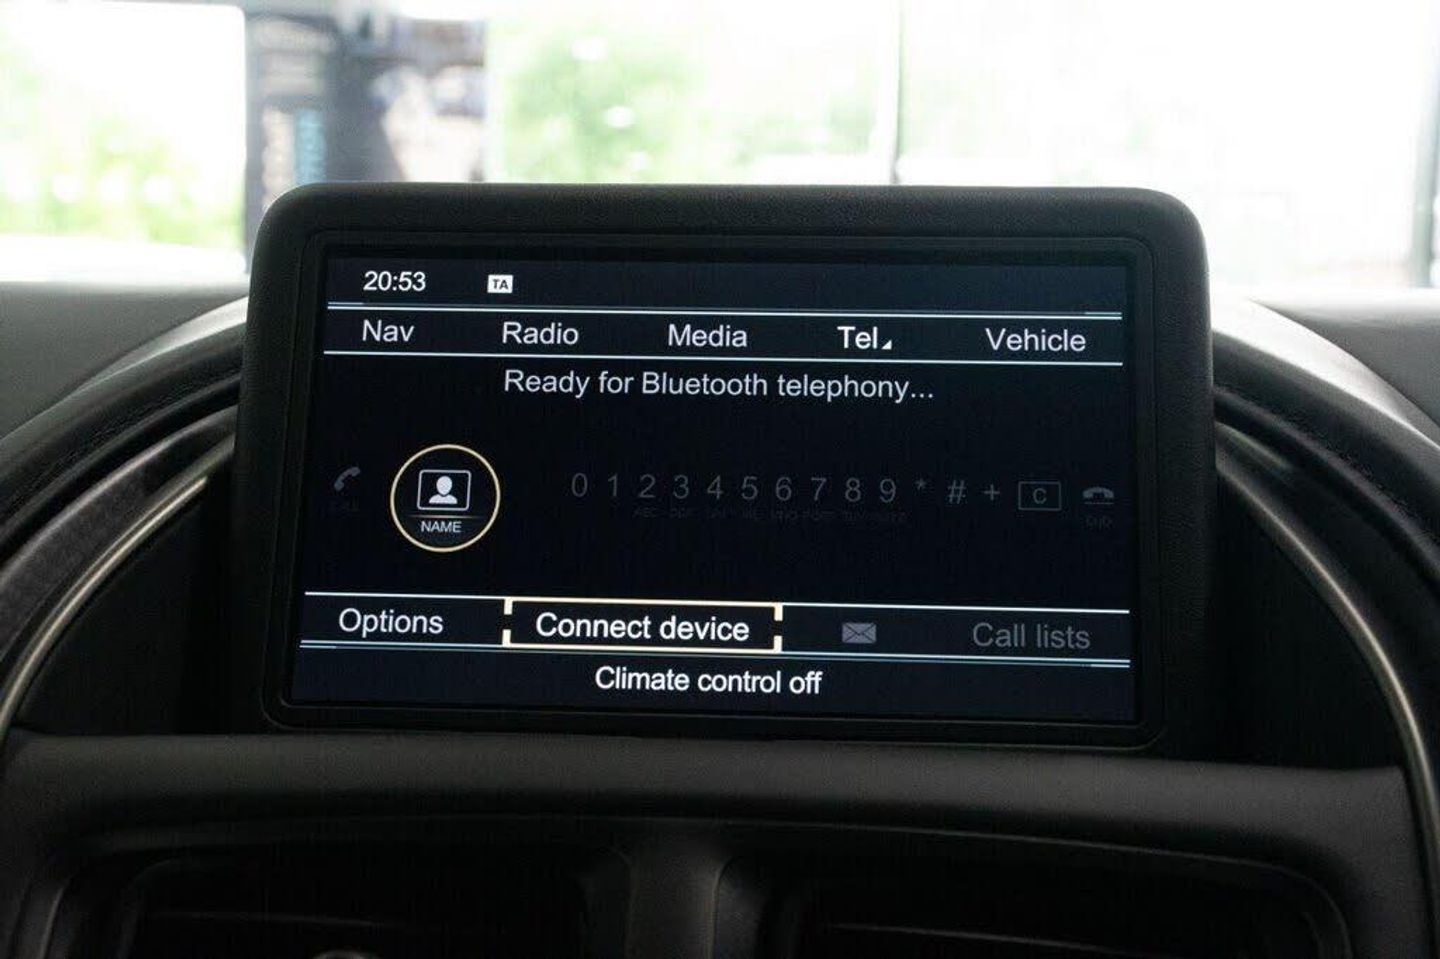 20:53 TA
Nav Radio Media Tel Vehicle
Ready for Bluetooth telephony...
0 1 2 3 4 5 6 7 8 9 * # + C
NAME
Options Connect device Call lists
Climate control off